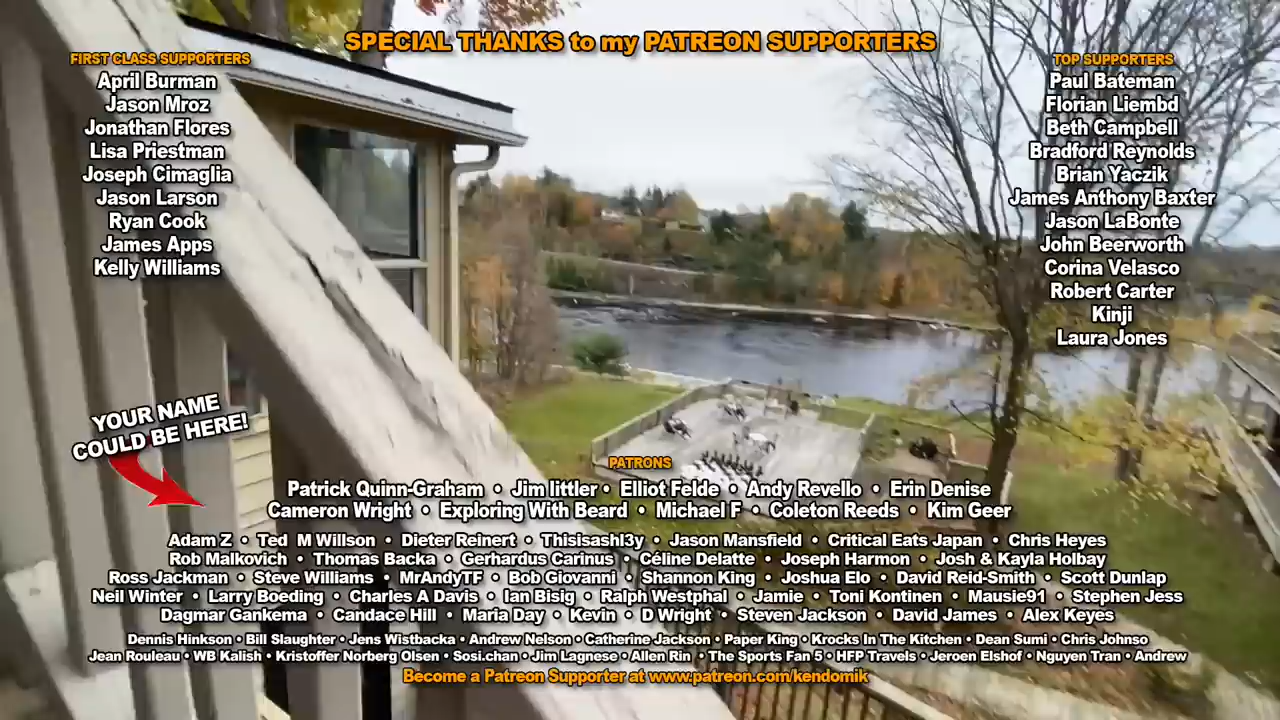 SPECIAL THANKS to my PATREON SUPPORTERS
FIRST CLASS SUPPORTERS
April Burman
Jason Mroz
Jonathan Flores
Lisa Priestman
Joseph Cimaglia
Jason Larson
Ryan Cook
James Apps
Kelly Williams
TOP SUPPORTERS
Paul Bateman
Florian Liembd
Beth Campbell
Bradford Reynolds
Brian Yaczik
James Anthony Baxter
Jason LaBonte
John Beerworth
Corina Velasco
Robert Carter
Kinji
Laura Jones
YOUR NAME
COULD BE HERE!
PATRONS
Patrick Quinn-Graham • Jim littler • Elliot Felde • Andy Revello • Erin Denise
Cameron Wright • Exploring With Beard • Michael F • Coleton Reeds • Kim Geer
Adam Z • Ted M Willson • Dieter Reinert • Thisisashl3y • Jason Mansfield • Critical Eats Japan • Chris Heyes
Rob Malkovich • Thomas Backa • Gerhardus Carinus • Céline Delatte • Joseph Harmon • Josh & Kayla Holbay
Ross Jackman • Steve Williams • MrAndyTF • Bob Giovanni • Shannon King • Joshua Elo • David Reid-Smith • Scott Dunlap
Neil Winter • Larry Boeding • Charles A Davis • Ian Bisig • Ralph Westphal • Jamie • Toni Kontinen • Mausie91 • Stephen Jess
Dagmar Gankema • Candace Hill • Maria Day • Kevin • D Wright • Steven Jackson • David James • Alex Keyes
Dennis Hinkson • Bill Slaughter • Jens Wistbacka • Andrew Nelson • Catherine Jackson • Paper King • Krocks In The Kitchen • Dean Sumi • Chris Johnso
Jean Rouleau • WB Kalish • Kristoffer Norberg Olsen • Sosi.chan • Jim Lagnese • Allen Rin • The Sports Fan 5 • HFP Travels • Jeroen Elshof • Nguyen Tran • Andrew
Become a Patreon Supporter at www.patreon.com/kendomik